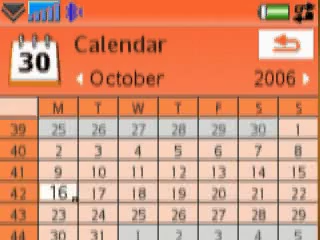 30 Calendar
October 2006
M T W T F S S
39 25 26 27 28 29 30 1
40 2 3 4 5 6 7 8
41 9 10 11 12 13 14 15
42 16 17 18 19 20 21 22
43 23 24 25 26 27 28 29
44 30 31 1 2 3 4 5